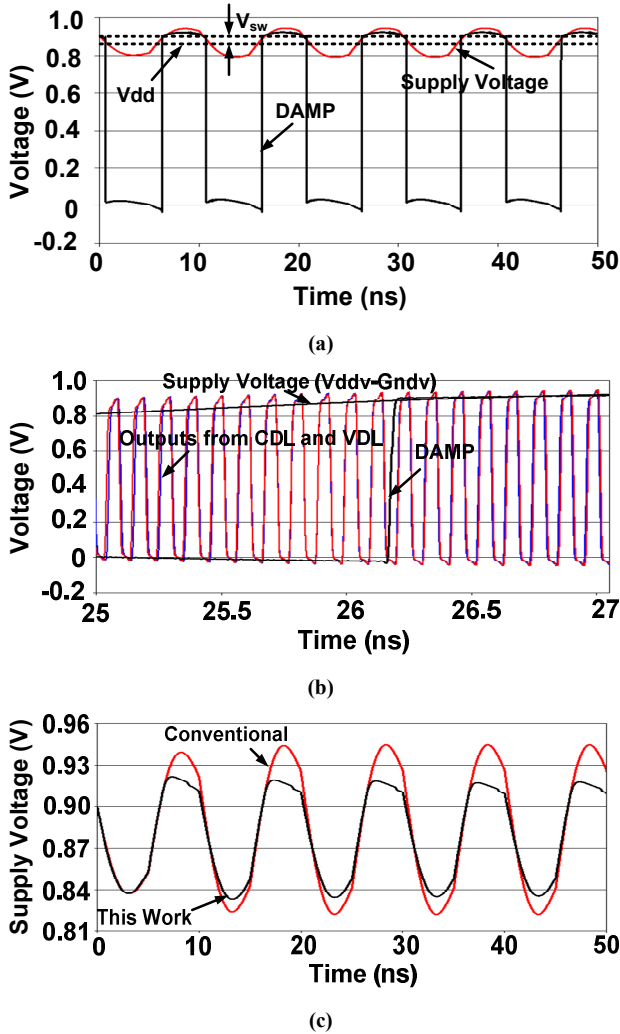 Vsw
1.0
0.8
0.6
0.4
0.2
0
-0.2
Voltage (V)
Vdd
Supply Voltage
DAMP
0 10 20 30 40 50
Time (ns)
(a)
1.0
0.8
0.6
0.4
0.2
0
-0.2
Voltage (V)
Supply Voltage (Vddv-Gndv)
Outputs from CDL and VDL
DAMP
25 25.5 26 26.5 27
Time (ns)
(b)
0.96
0.93
0.90
0.87
0.84
0.81
Supply Voltage (V)
Conventional
This Work
0 10 20 30 40 50
Time (ns)
(c)